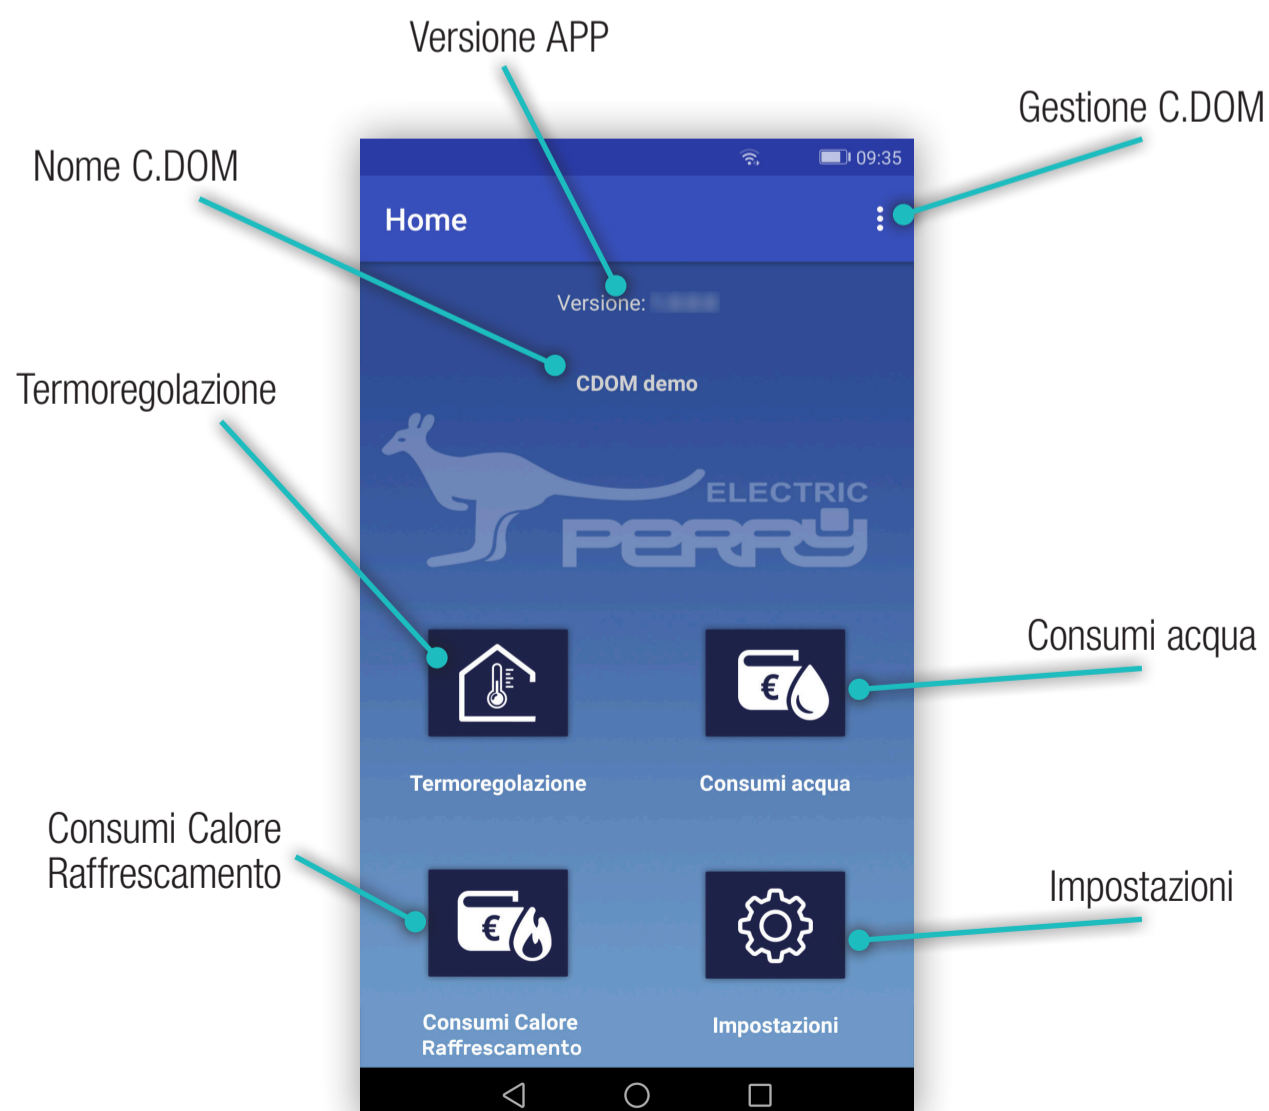 Versione APP
Gestione C.DOM
Nome C.DOM
09:35
Home
Versione:
CDOM demo
Termoregolazione
ELECTRIC
PERRY
Consumi acqua
€
Termoregolazione
Consumi acqua
Consumi Calore
Raffrescamento
Impostazioni
€
Consumi Calore
Raffrescamento
Impostazioni